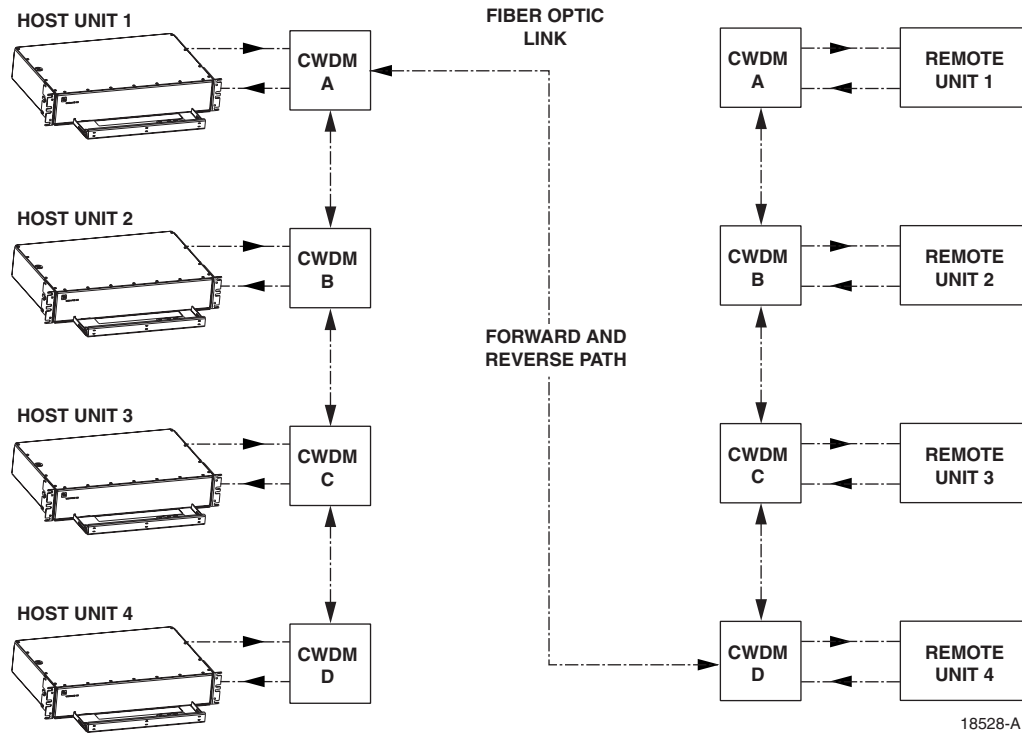 HOST UNIT 1
CWDM
A
FIBER OPTIC
LINK
CWDM
A
REMOTE
UNIT 1
HOST UNIT 2
CWDM
B
CWDM
B
REMOTE
UNIT 2
FORWARD AND
REVERSE PATH
HOST UNIT 3
CWDM
C
CWDM
C
REMOTE
UNIT 3
HOST UNIT 4
CWDM
D
CWDM
D
REMOTE
UNIT 4
18528-A